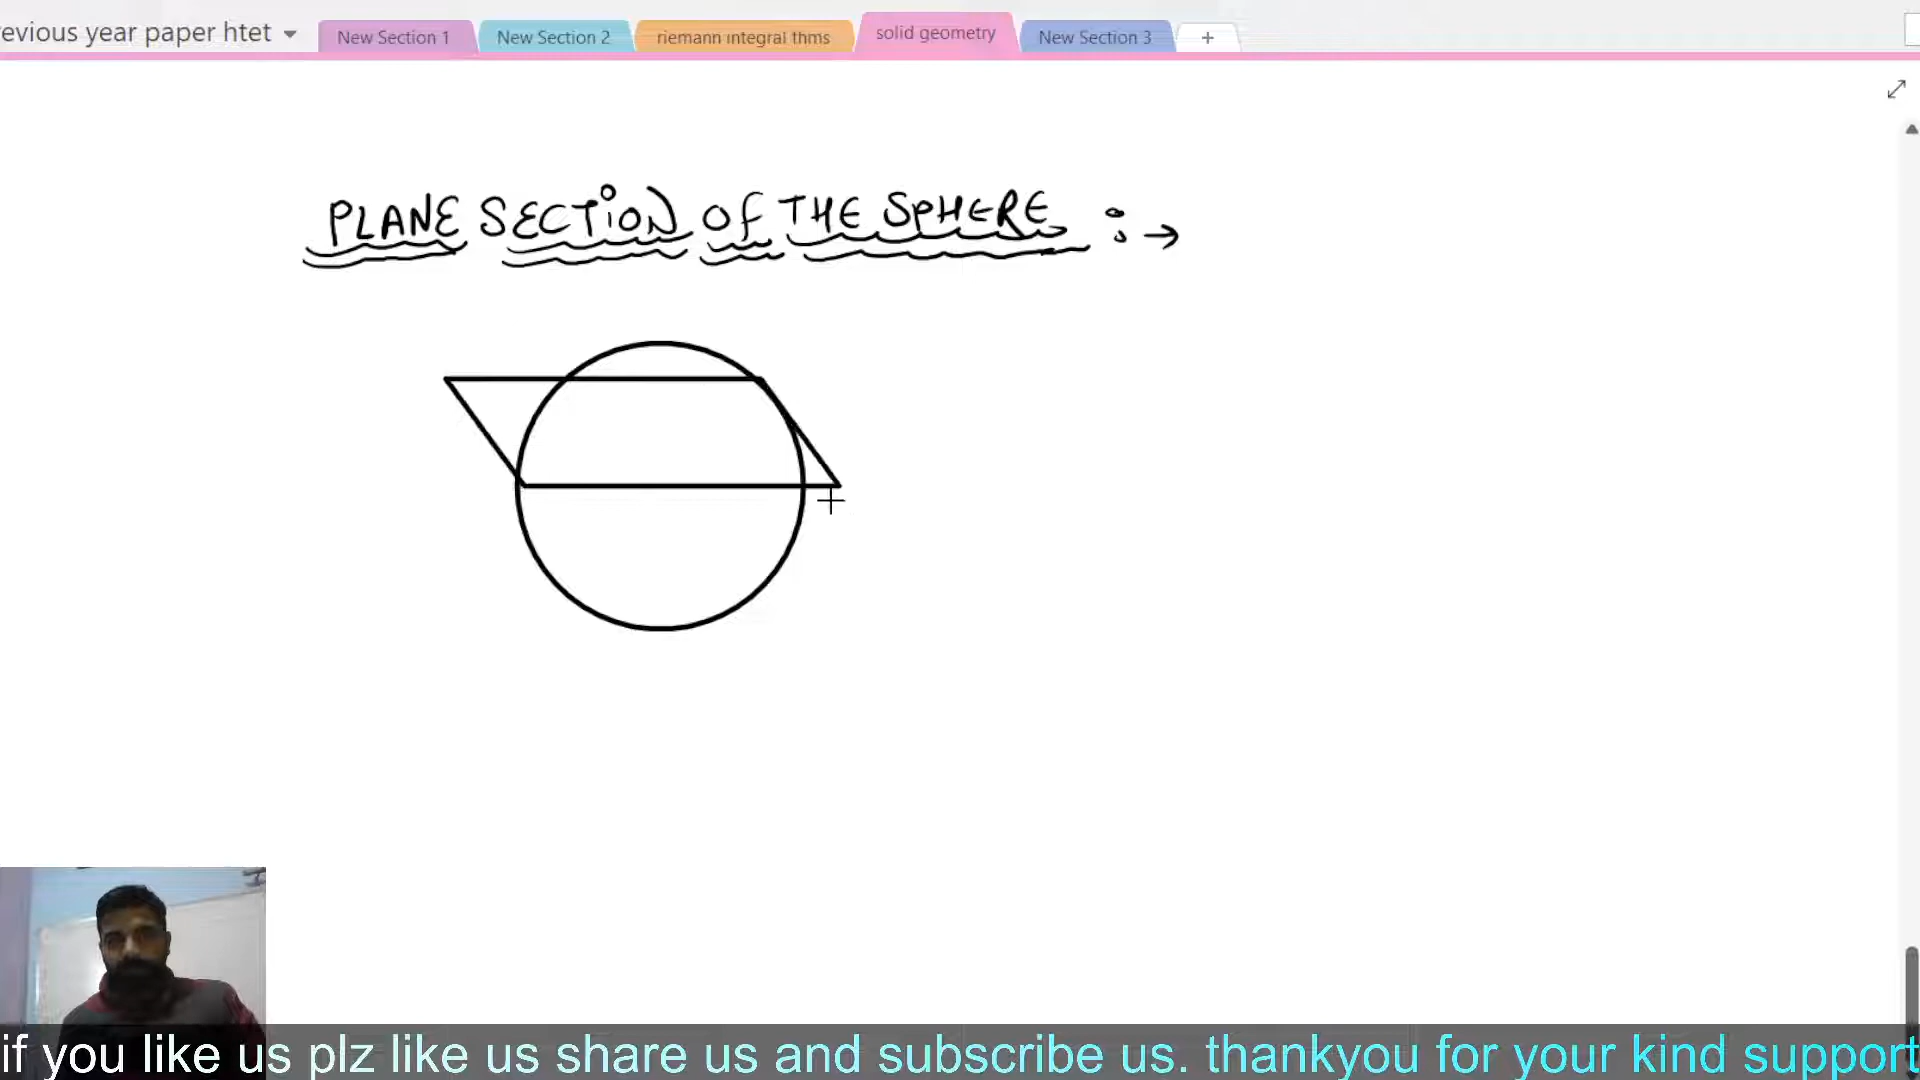 evious year paper htet
New Section 1
New Section 2
riemann integral thms
solid geometry
New Section 3
+
PLANE SECTION OF THE SPHERE :→
if you like us plz like us share us and subscribe us. thankyou for your kind support